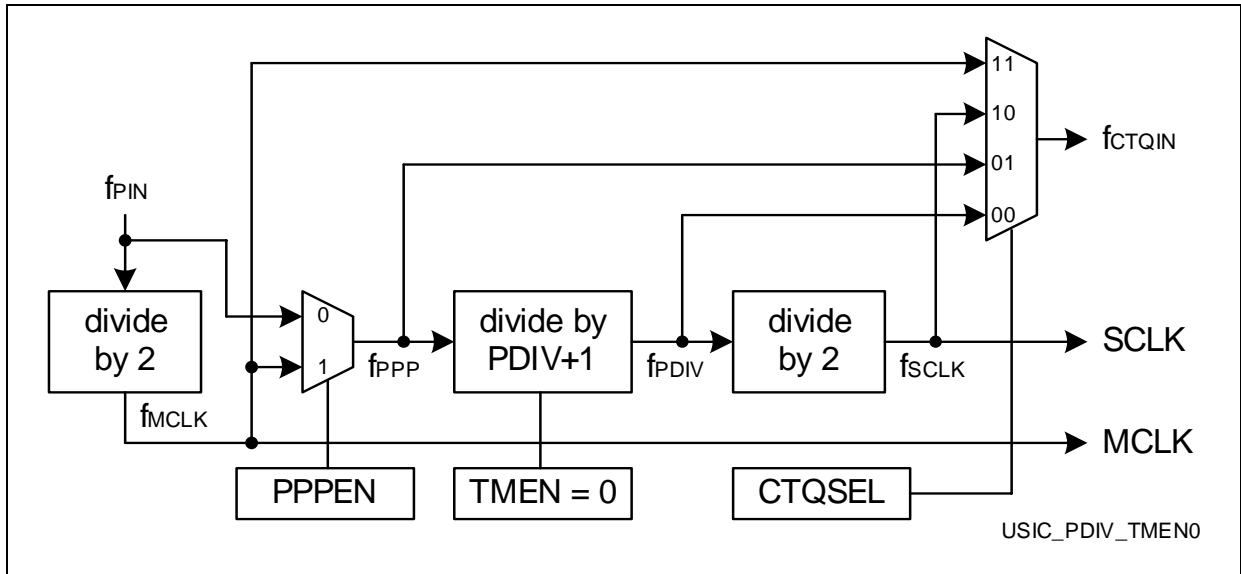 11
10
fCTQIN
01
fPIN
00
divide
by 2
0
1
fPPP
divide by
PDIV+1
fPDIV
divide
by 2
fSCLK
SCLK
fMCLK
MCLK
PPPEN
TMEN = 0
CTQSEL
USIC_PDIV_TMEN0